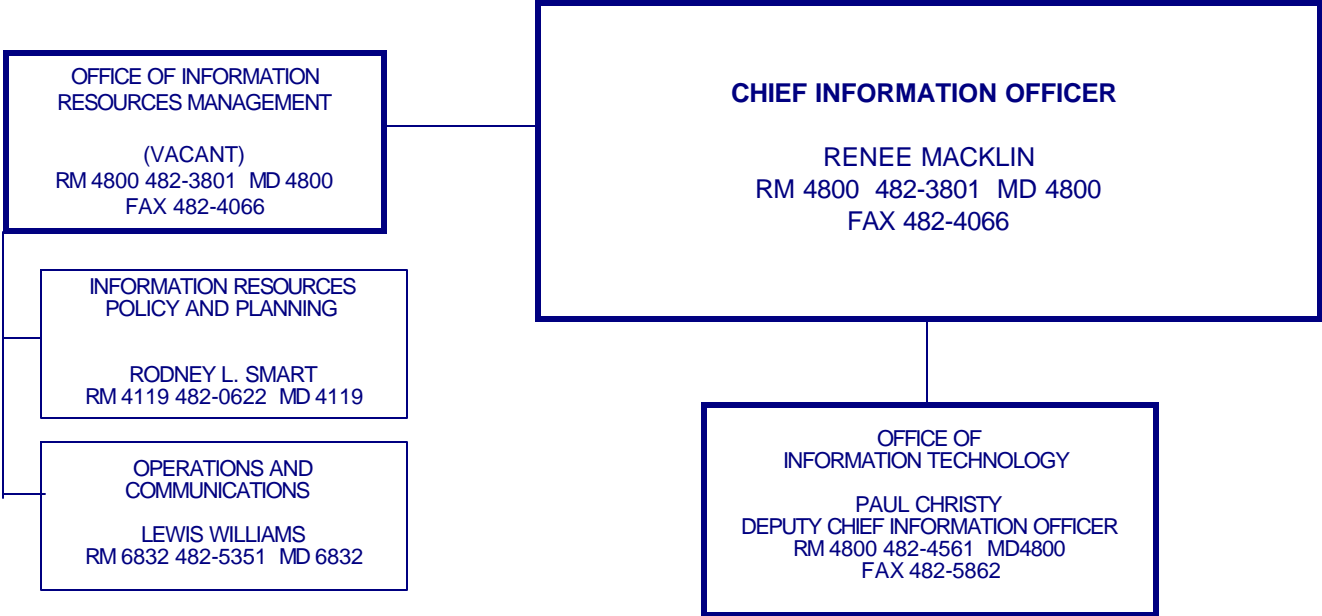 OFFICE OF INFORMATION
RESOURCES MANAGEMENT
(VACANT)
RM 4800 482-3801 MD 4800
FAX 482-4066
CHIEF INFORMATION OFFICER
RENEE MACKLIN
RM 4800 482-3801 MD 4800
FAX 482-4066
INFORMATION RESOURCES
POLICY AND PLANNING
RODNEY L. SMART
RM 4119 482-0622 MD 4119
OPERATIONS AND
COMMUNICATIONS
LEWIS WILLIAMS
RM 6832 482-5351 MD 6832
OFFICE OF
INFORMATION TECHNOLOGY
PAUL CHRISTY
DEPUTY CHIEF INFORMATION OFFICER
RM 4800 482-4561 MD4800
FAX 482-5862